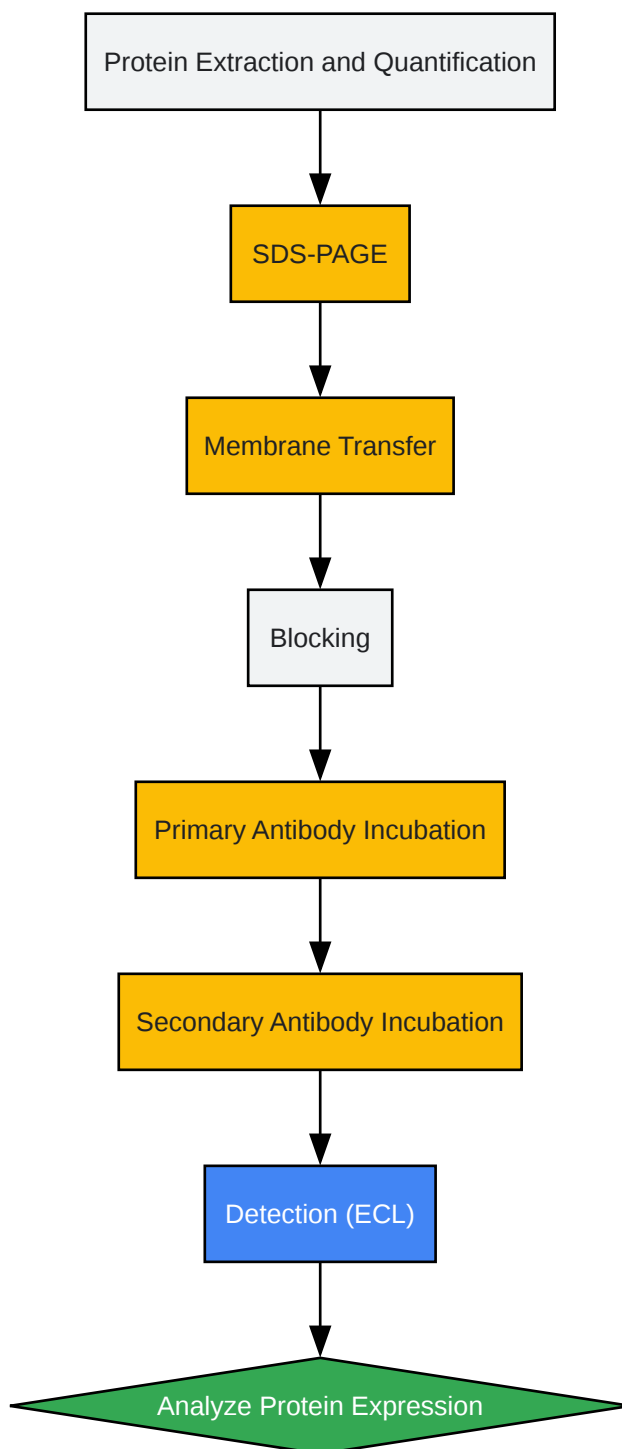 Protein Extraction and Quantification
SDS-PAGE
Membrane Transfer
Blocking
Primary Antibody Incubation
Secondary Antibody Incubation
Detection (ECL)
Analyze Protein Expression